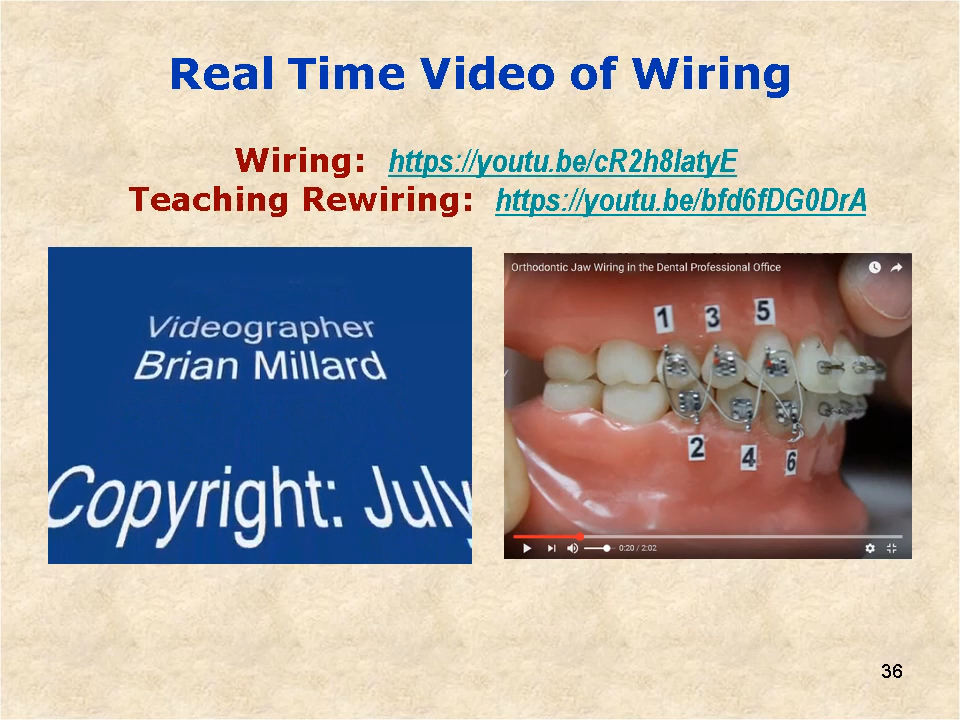 Real Time Video of Wiring
Wiring: https://youtu.be/cR2h8latyE
Teaching Rewiring: https://youtu.be/bfd6fDG0DrA
Videographer
Brian Millard
Copyright: July
Orthodontic Jaw Wiring in the Dental Professional Office
1 3 5
2 4 6
0:20 / 2:02
36